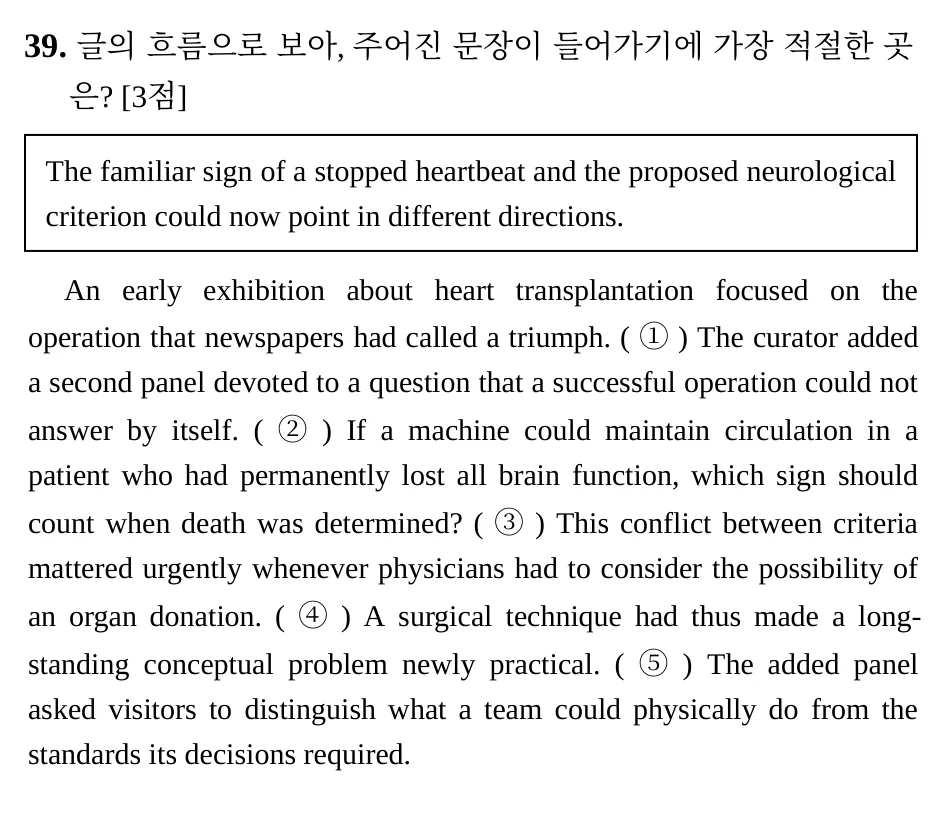 39. 글의 흐름으로 보아, 주어진 문장이 들어가기에 가장 적절한 곳
은? [3점]
The familiar sign of a stopped heartbeat and the proposed neurological
criterion could now point in different directions.
An early exhibition about heart transplantation focused on the
operation that newspapers had called a triumph. ( ① ) The curator added
a second panel devoted to a question that a successful operation could not
answer by itself. ( ② ) If a machine could maintain circulation in a
patient who had permanently lost all brain function, which sign should
count when death was determined? ( ③ ) This conflict between criteria
mattered urgently whenever physicians had to consider the possibility of
an organ donation. ( ④ ) A surgical technique had thus made a long-
standing conceptual problem newly practical. ( ⑤ ) The added panel
asked visitors to distinguish what a team could physically do from the
standards its decisions required.